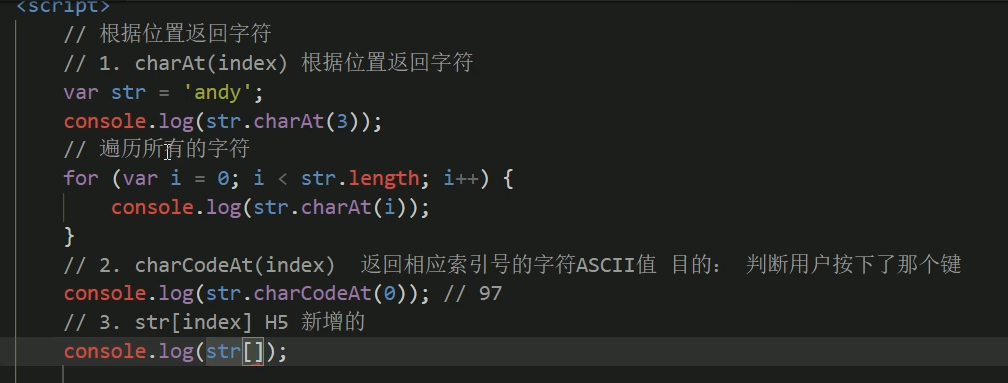 <script>
// 根据位置返回字符
// 1. charAt(index) 根据位置返回字符
var str = 'andy';
console.log(str.charAt(3));
// 遍历所有的字符
for (var i = 0; i < str.length; i++) {
console.log(str.charAt(i));
}
// 2. charCodeAt(index)  返回相应索引号的字符ASCII值 目的： 判断用户按下了那个键
console.log(str.charCodeAt(0)); // 97
// 3. str[index] H5 新增的
console.log(str[]);